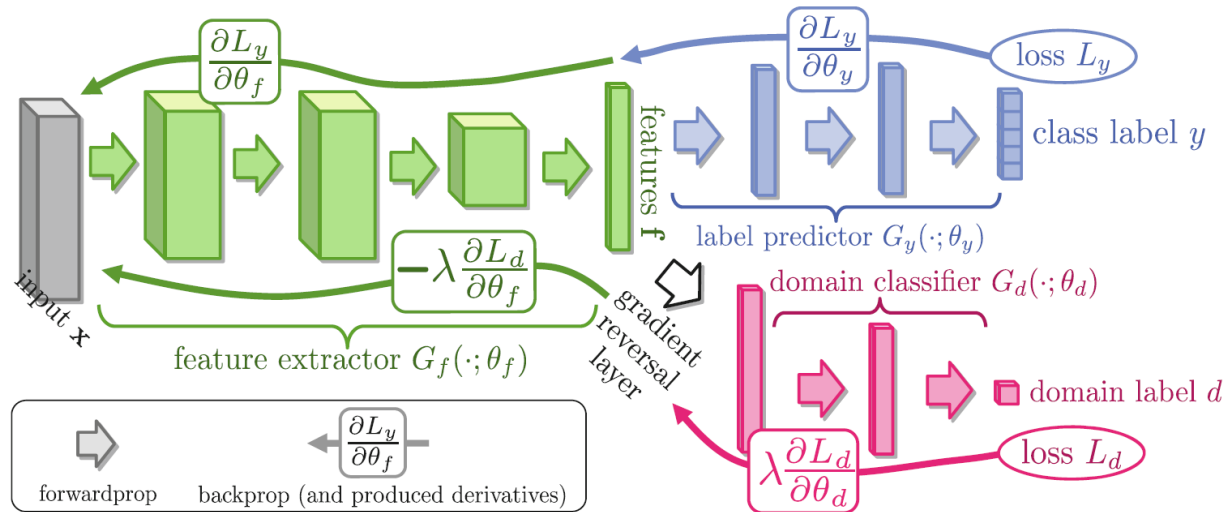 ∂L_y/∂θ_f
∂L_y/∂θ_y
loss L_y
features f
class label y
label predictor G_y(·; θ_y)
−λ ∂L_d/∂θ_f
input x
feature extractor G_f(·; θ_f)
gradient
reversal
layer
domain classifier G_d(·; θ_d)
domain label d
λ ∂L_d/∂θ_d
loss L_d
∂L_y/∂θ_f
forwardprop
backprop (and produced derivatives)